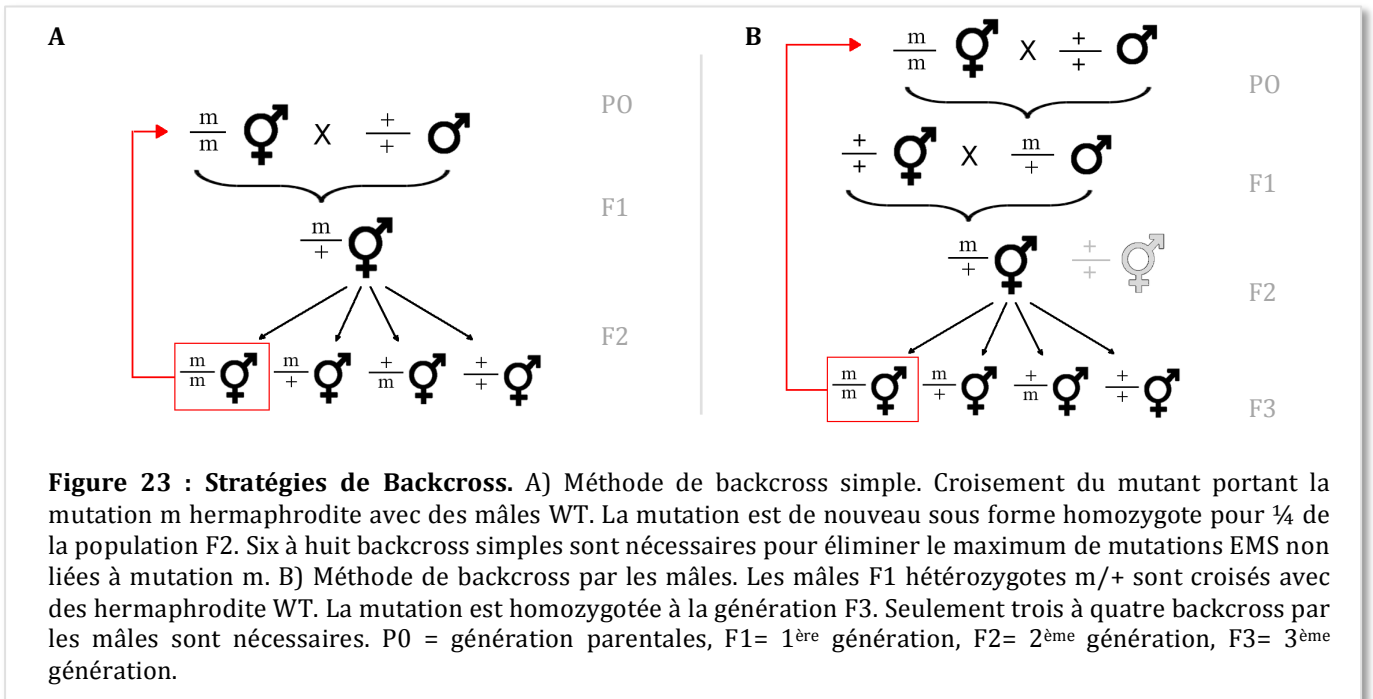 A
m
m
X
+
+
P0
m
+
F1
F2
m
m
m
+
+
m
+
+
B
m
m
X
+
+
P0
+
+
X
m
+
F1
m
+
+
+
F2
m
m
m
+
+
m
+
+
F3
Figure 23 : Stratégies de Backcross. A) Méthode de backcross simple. Croisement du mutant portant la
mutation m hermaphrodite avec des mâles WT. La mutation est de nouveau sous forme homozygote pour ¼ de
la population F2. Six à huit backcross simples sont nécessaires pour éliminer le maximum de mutations EMS non
liées à mutation m. B) Méthode de backcross par les mâles. Les mâles F1 hétérozygotes m/+ sont croisés avec
des hermaphrodite WT. La mutation est homozygotée à la génération F3. Seulement trois à quatre backcross par
les mâles sont nécessaires. P0 = génération parentales, F1= 1ère génération, F2= 2ème génération, F3= 3ème
génération.